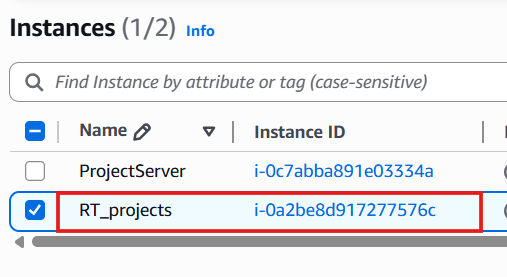 Instances (1/2) Info
Find Instance by attribute or tag (case-sensitive)
Name Instance ID
ProjectServer i-0c7abba891e03334a
RT_projects i-0a2be8d917277576c